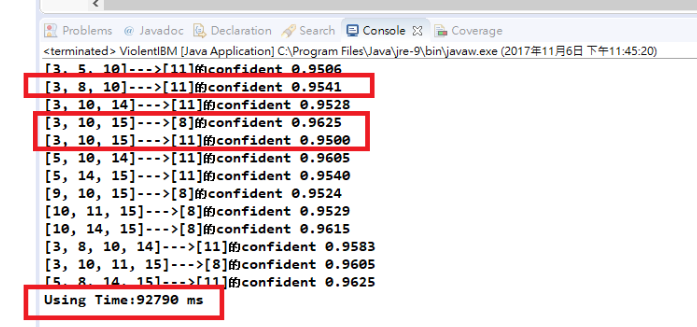 Problems @ Javadoc Declaration Search Console Coverage
<terminated> ViolentIBM [Java Application] C:\Program Files\Java\jre-9\bin\javaw.exe (2017年11月6日 下午11:45:20)
[3, 5, 10]--->[11]的confident 0.9506
[3, 8, 10]--->[11]的confident 0.9541
[3, 10, 14]--->[11]的confident 0.9528
[3, 10, 15]--->[8]的confident 0.9625
[3, 10, 15]--->[11]的confident 0.9500
[5, 10, 14]--->[11]的confident 0.9605
[5, 14, 15]--->[11]的confident 0.9540
[9, 10, 15]--->[8]的confident 0.9524
[10, 11, 15]--->[8]的confident 0.9529
[10, 14, 15]--->[8]的confident 0.9615
[3, 8, 10, 14]--->[11]的confident 0.9583
[3, 10, 11, 15]--->[8]的confident 0.9605
[5, 8, 14, 15]--->[11]的confident 0.9625
Using Time:92790 ms